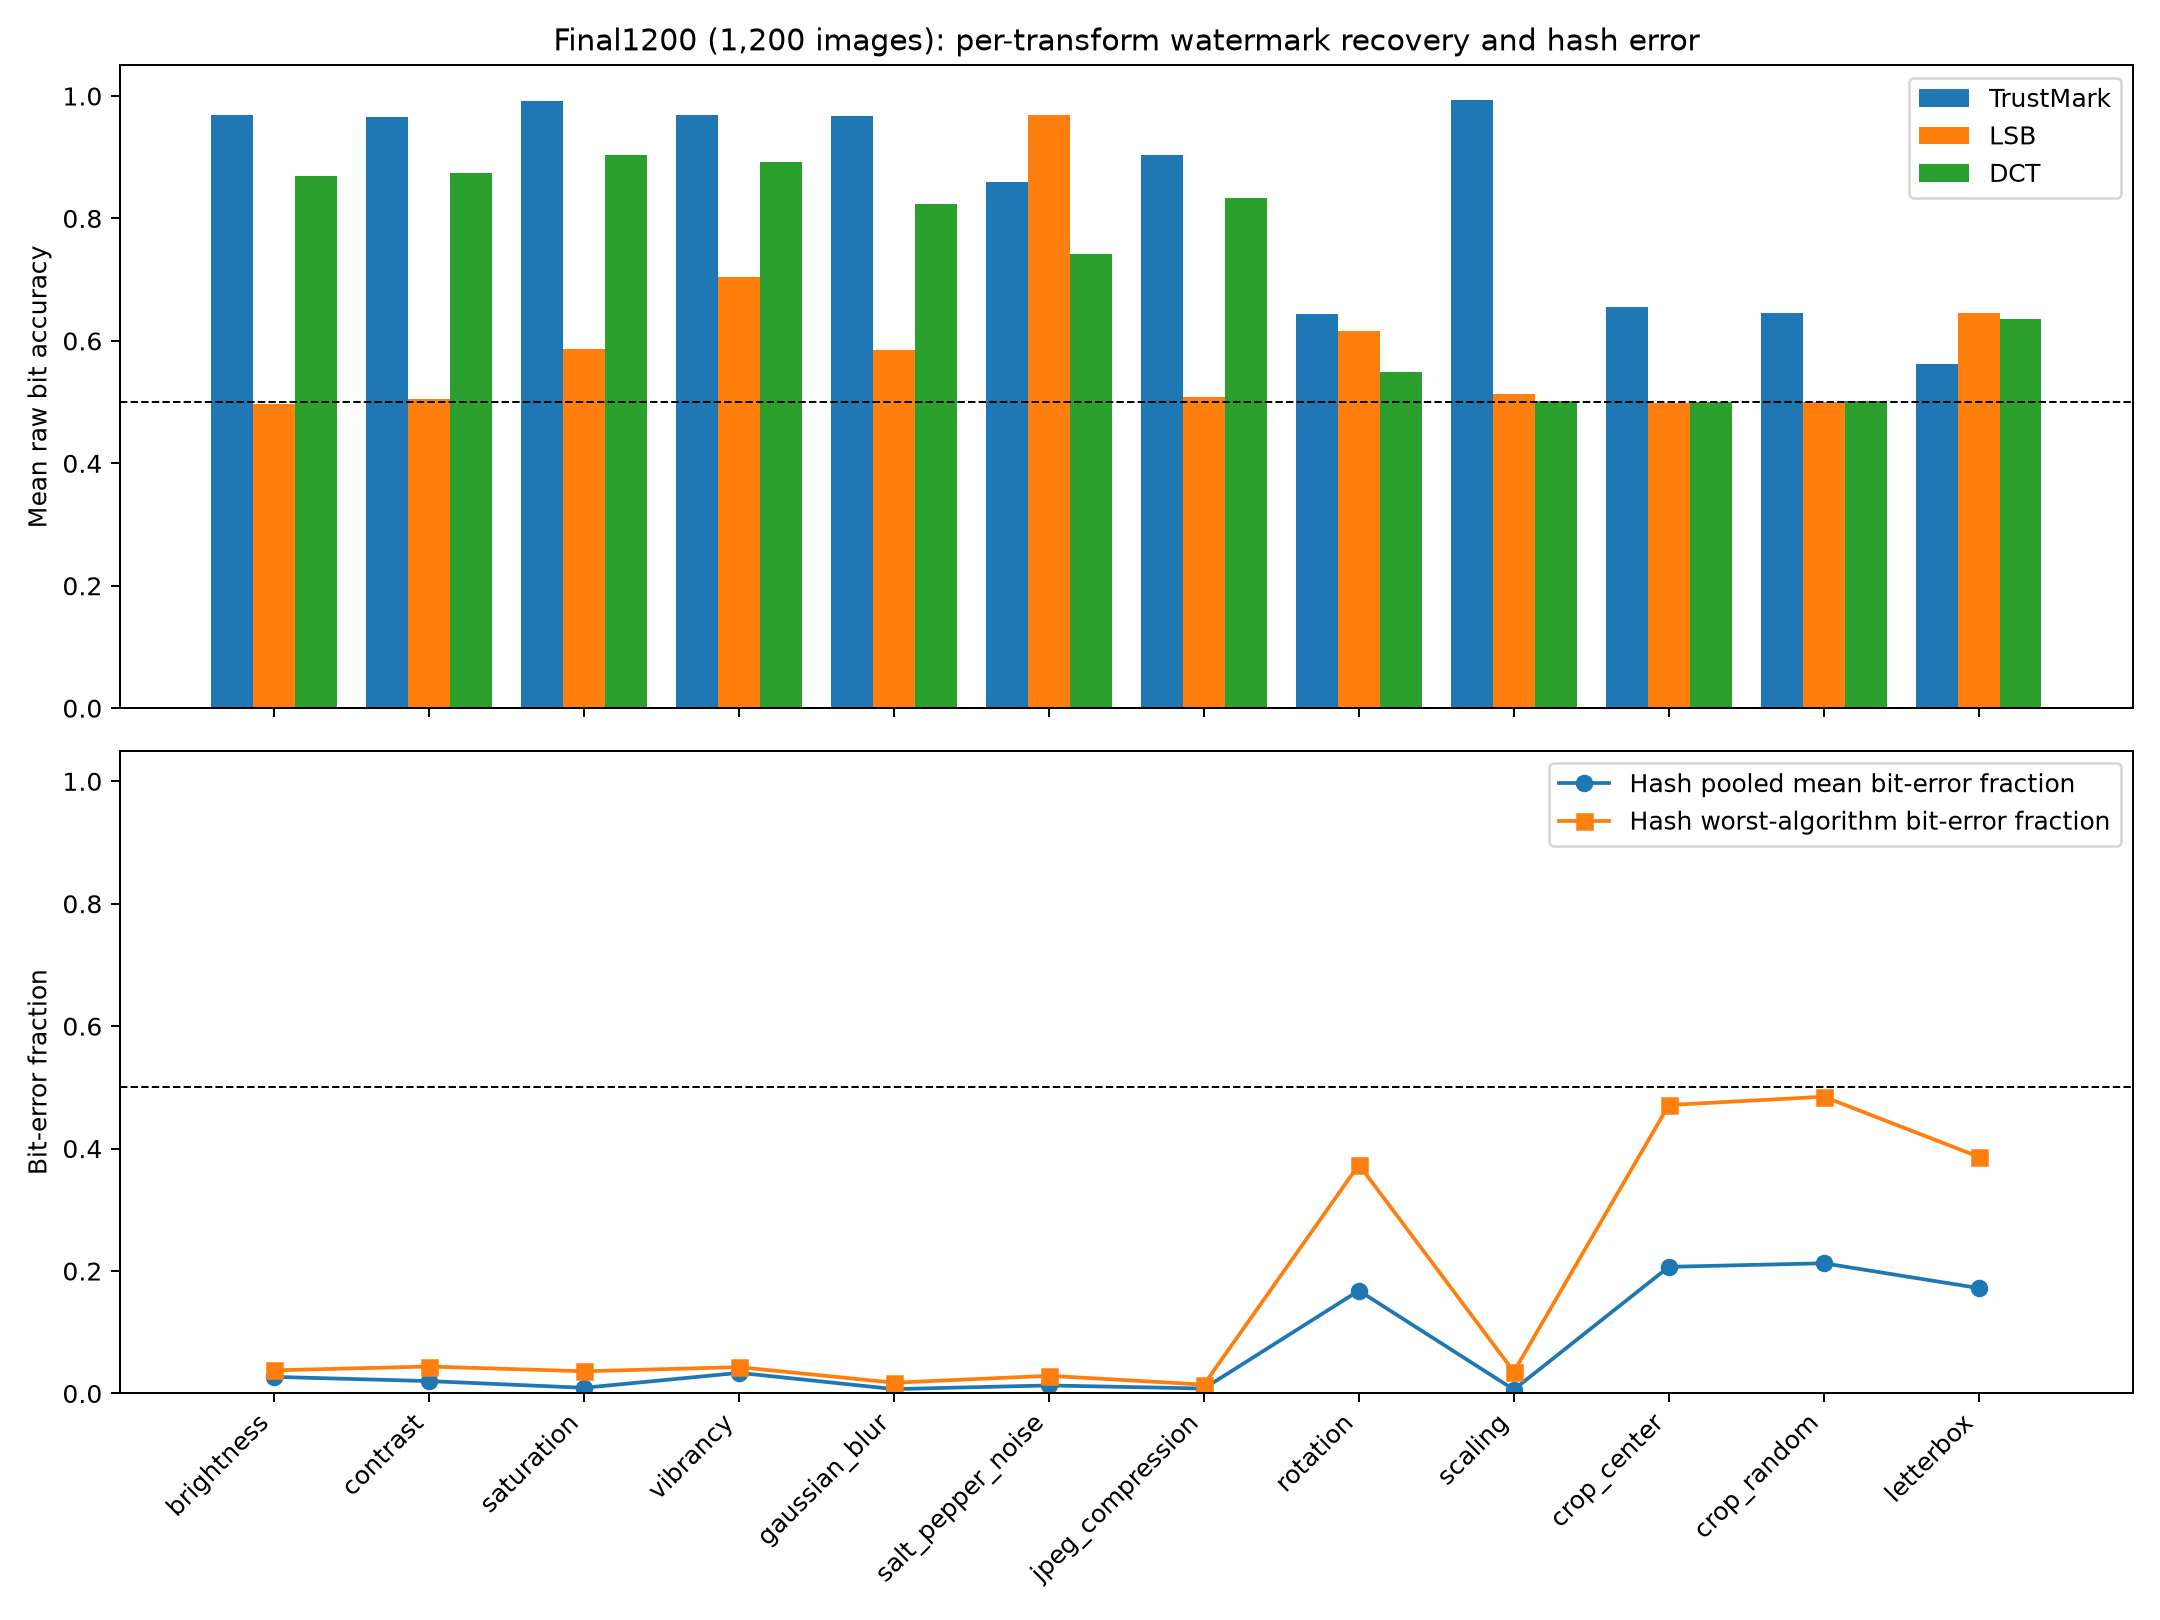 Final1200 (1,200 images): per-transform watermark recovery and hash error
Mean raw bit accuracy
1.0
0.8
0.6
0.4
0.2
0.0
TrustMark
LSB
DCT
Bit-error fraction
1.0
0.8
0.6
0.4
0.2
0.0
Hash pooled mean bit-error fraction
Hash worst-algorithm bit-error fraction
brightness
contrast
saturation
vibrancy
gaussian_blur
salt_pepper_noise
jpeg_compression
rotation
scaling
crop_center
crop_random
letterbox